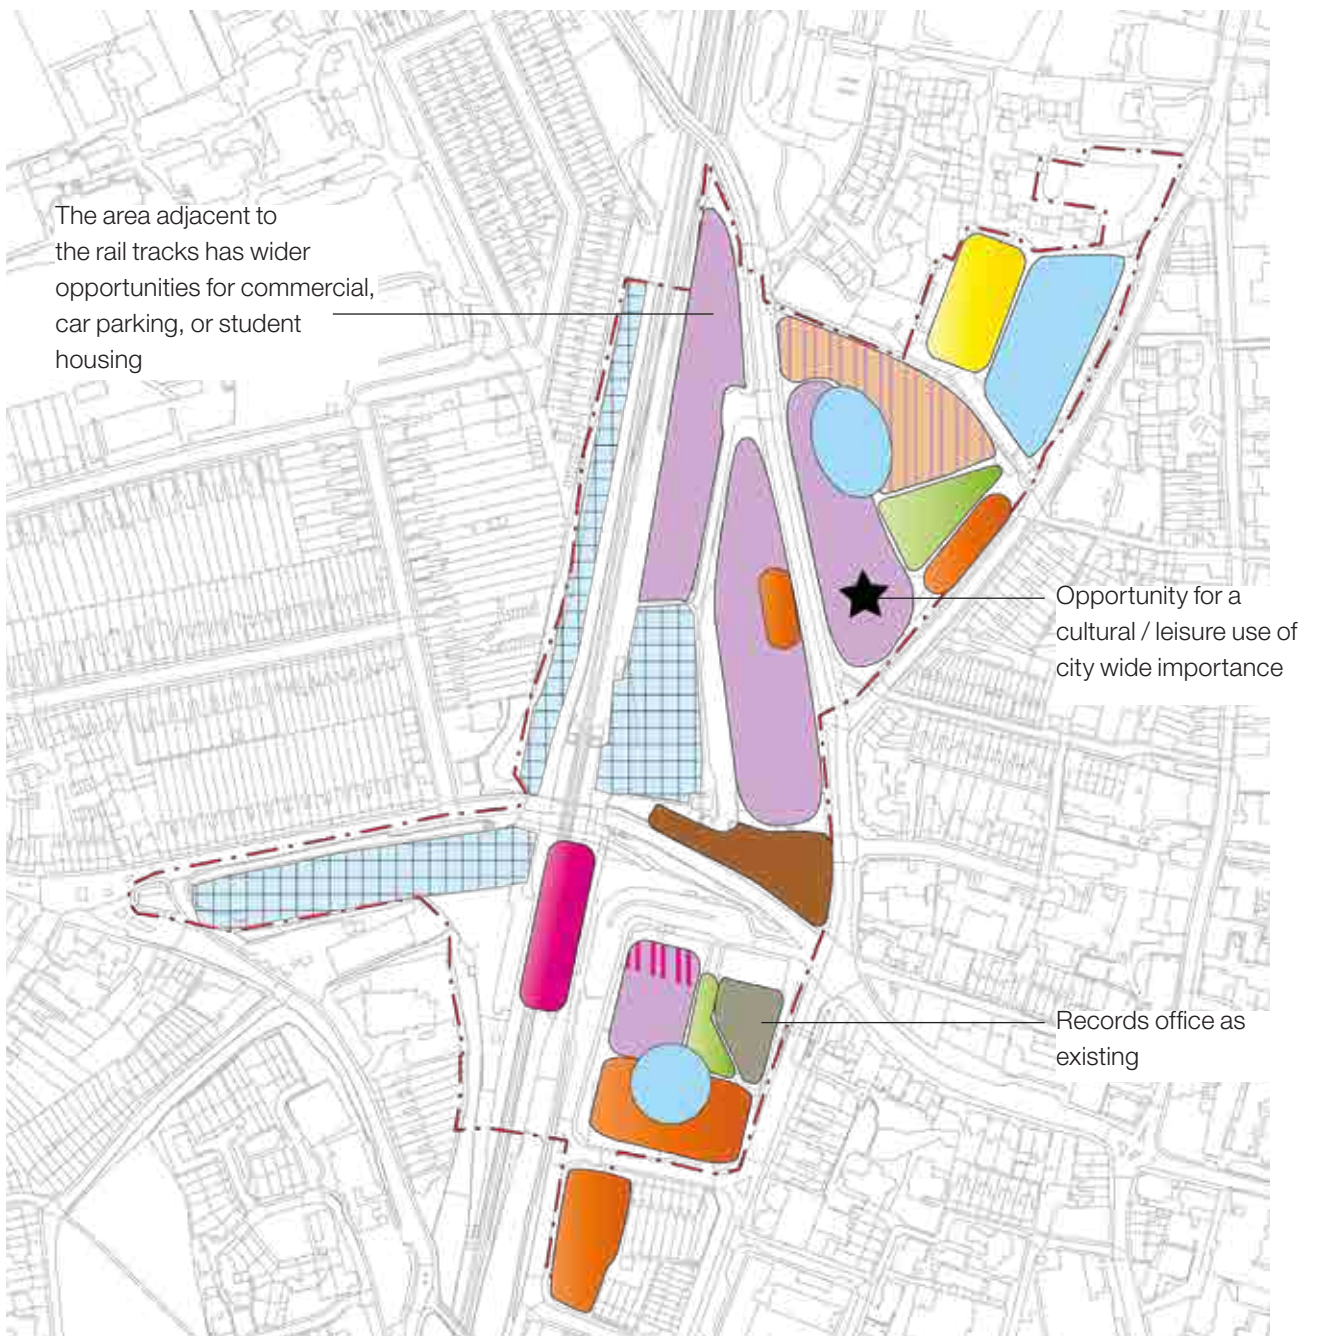 The area adjacent to
the rail tracks has wider
opportunities for commercial,
car parking, or student
housing
Opportunity for a
cultural / leisure use of
city wide importance
Records office as
existing